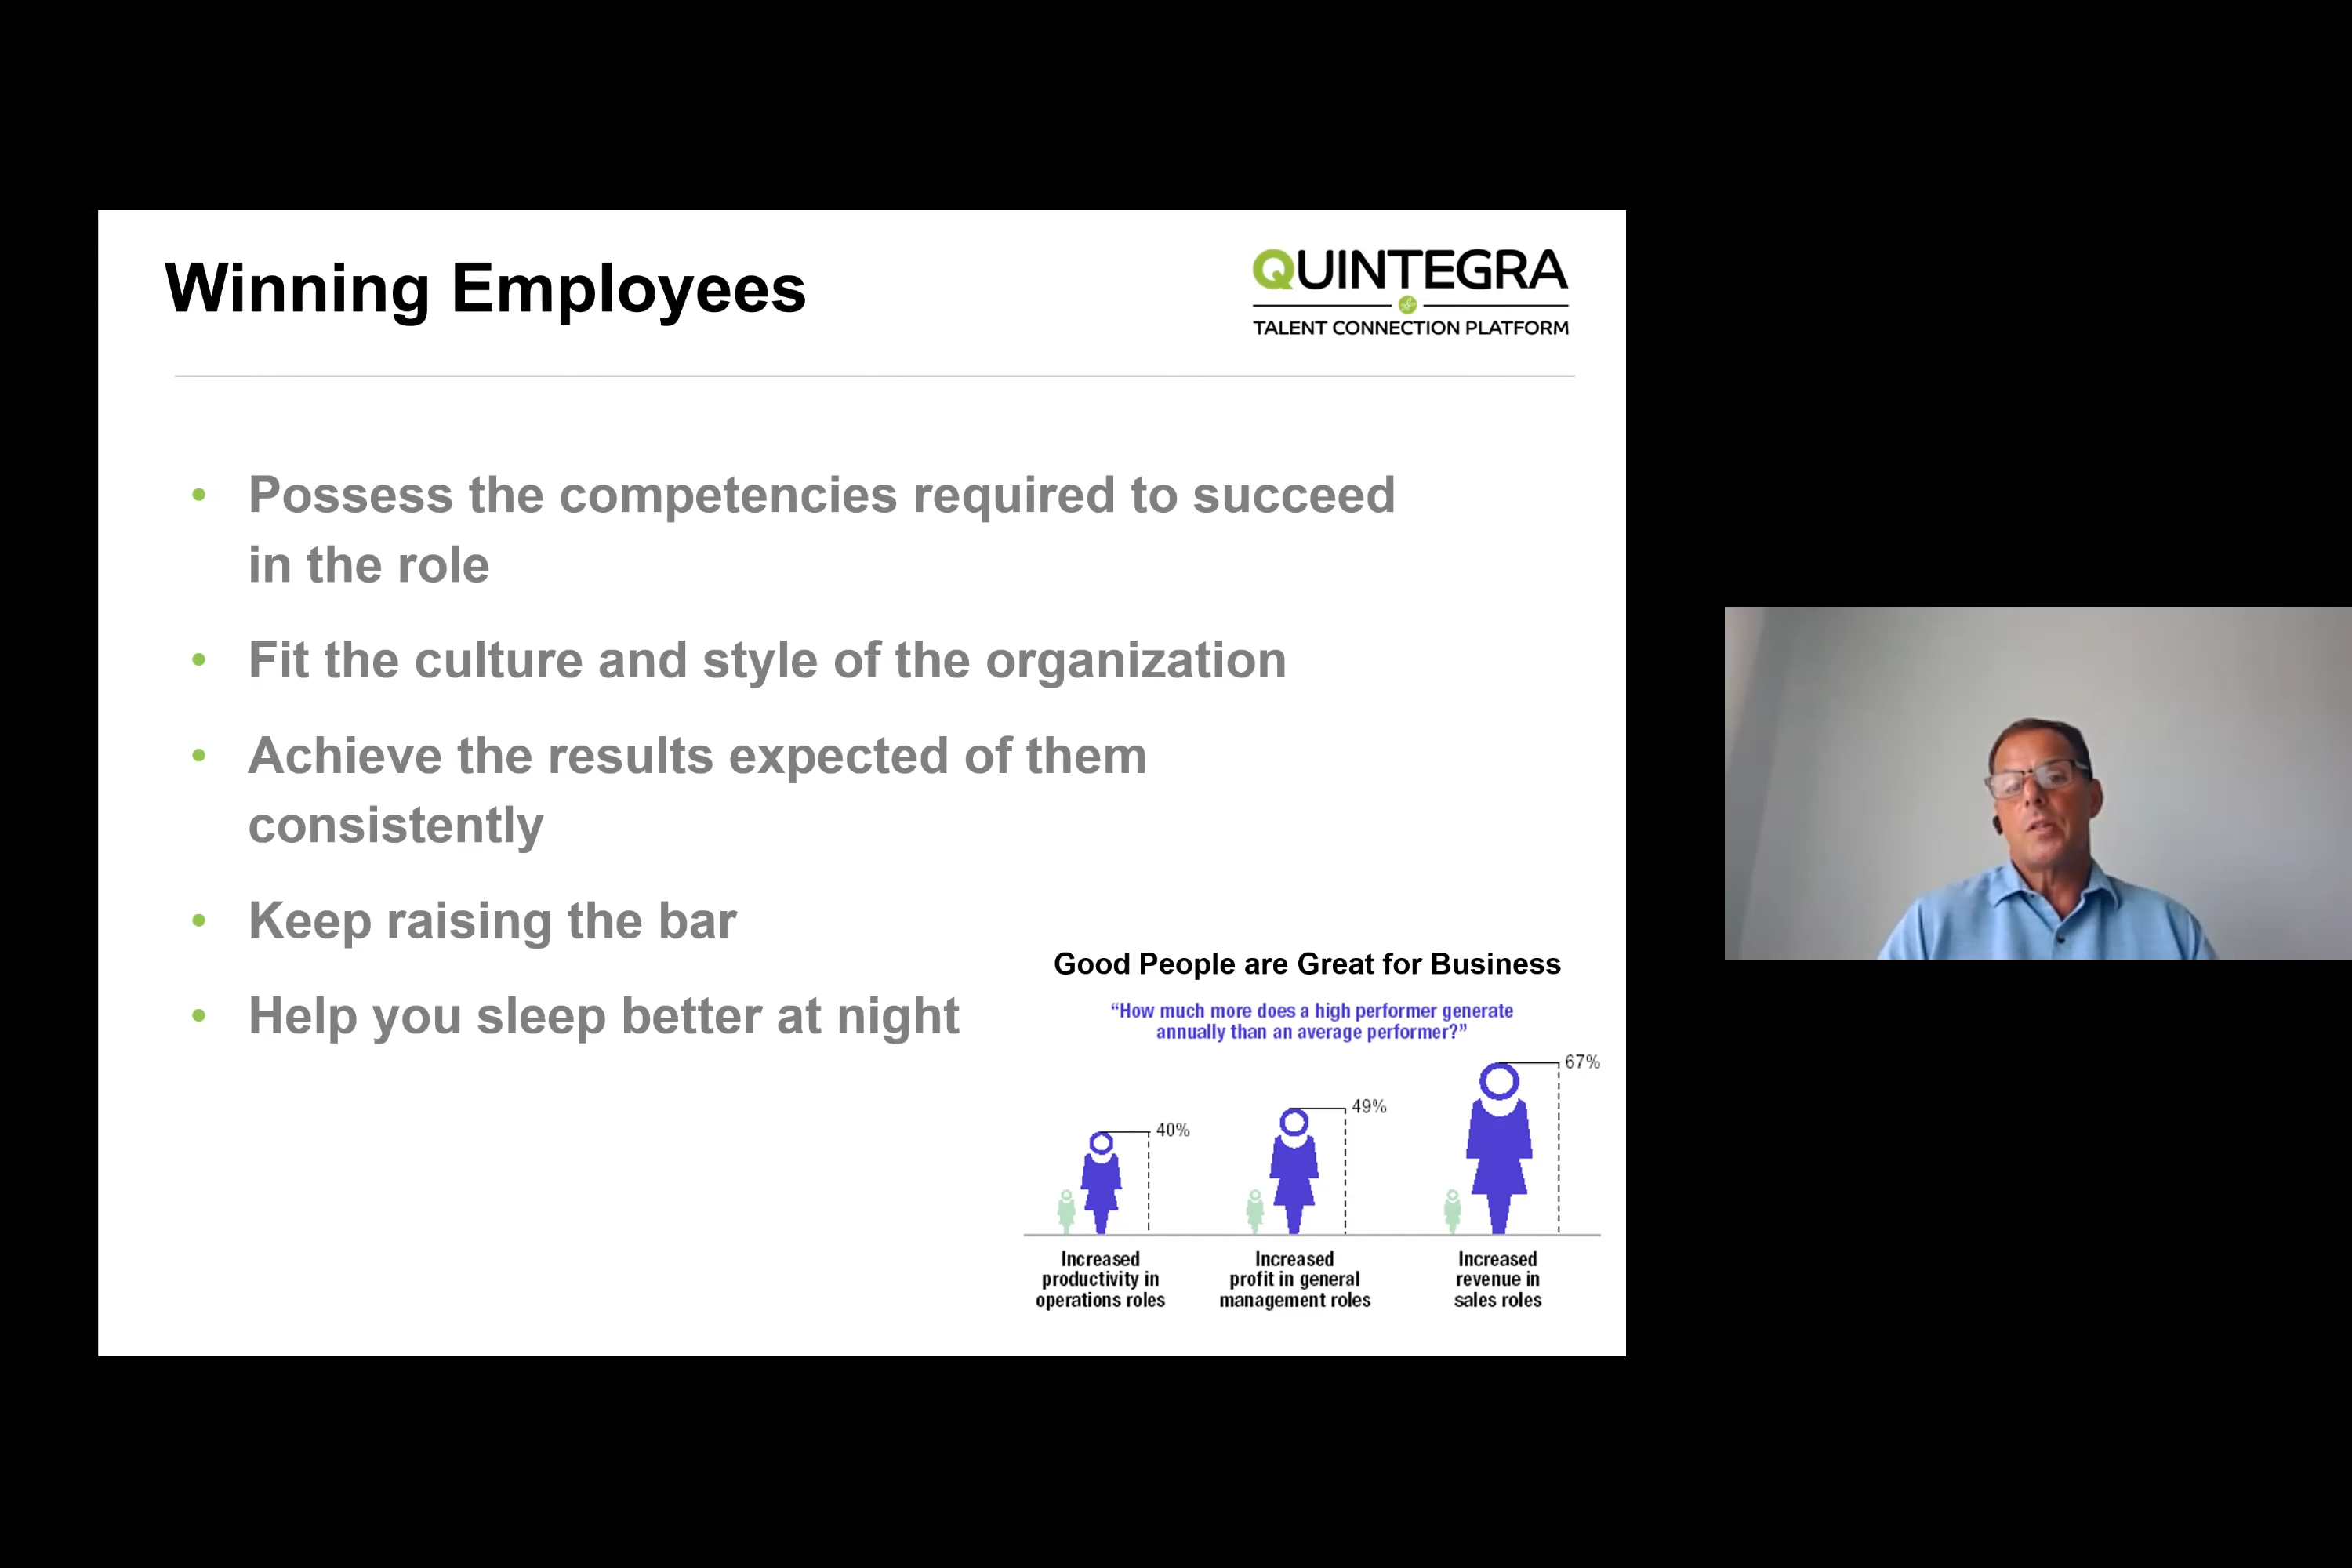 Winning Employees
QUINTEGRA
TALENT CONNECTION PLATFORM
• Possess the competencies required to succeed
in the role
• Fit the culture and style of the organization
• Achieve the results expected of them
consistently
• Keep raising the bar
• Help you sleep better at night
Good People are Great for Business
“How much more does a high performer generate
annually than an average performer?”
40%
49%
67%
Increased
productivity in
operations roles
Increased
profit in general
management roles
Increased
revenue in
sales roles